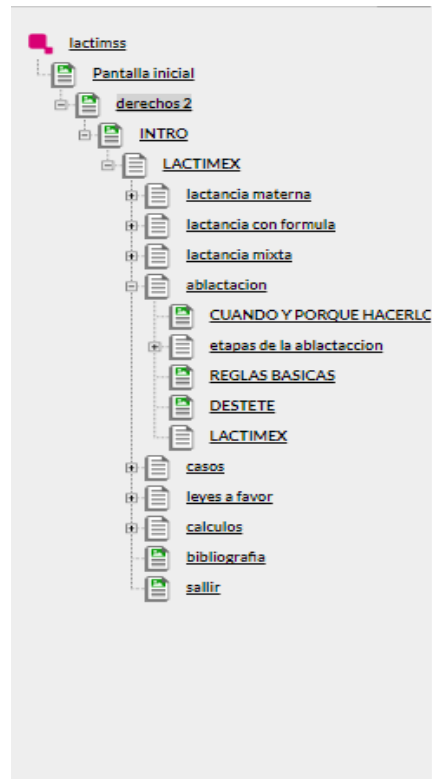 lactimss
Pantalla inicial
derechos 2
INTRO
LACTIMEX
lactancia materna
lactancia con formula
lactancia mixta
ablactacion
CUANDO Y PORQUE HACERLO
etapas de la ablactaccion
REGLAS BASICAS
DESTETE
LACTIMEX
casos
leyes a favor
calculos
bibliografia
sallir